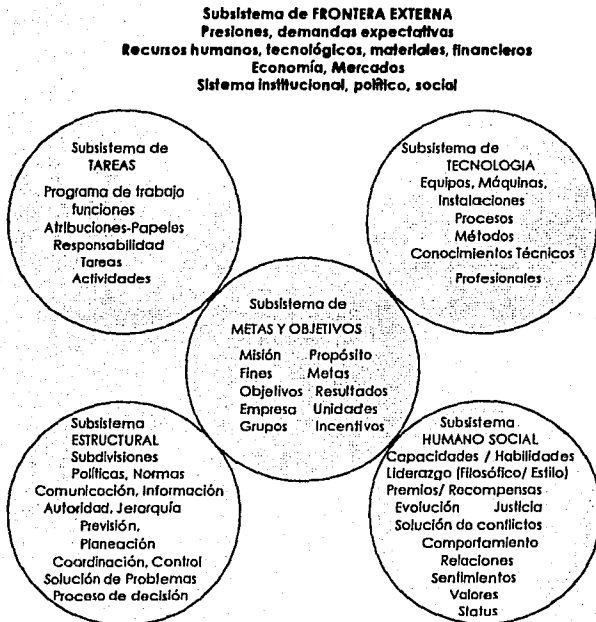 Subsistema de FRONTERA EXTERNA
Presiones, demandas expectativas
Recursos humanos, tecnológicos, materiales, financieros
Economía, Mercados
Sistema institucional, político, social
Subsistema de
TAREAS
Programa de trabajo
funciones
Atribuciones-Papeles
Responsabilidad
Tareas
Actividades
Subsistema de
TECNOLOGIA
Equipos, Máquinas,
Instalaciones
Procesos
Métodos
Conocimientos Técnicos
Profesionales
Subsistema de
METAS Y OBJETIVOS
Misión Propósito
Fines Metas
Objetivos Resultados
Empresa Unidades
Grupos Incentivos
Subsistema
ESTRUCTURAL
Subdivisiones
Políticas, Normas
Comunicación, Información
Autoridad, Jerarquía
Previsión,
Planeación
Coordinación, Control
Solución de Problemas
Proceso de decisión
Subsistema
HUMANO SOCIAL
Capacidades / Habilidades
Liderazgo (Filosófico/ Estilo)
Premios/ Recompensas
Evolución Justicia
Solución de conflictos
Comportamiento
Relaciones
Sentimientos
Valores
Status